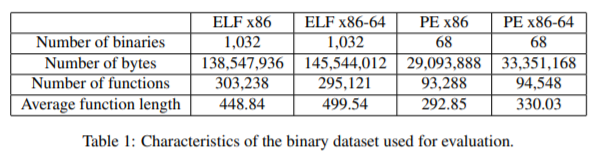 ELF x86 ELF x86-64 PE x86 PE x86-64
Number of binaries 1,032 1,032 68 68
Number of bytes 138,547,936 145,544,012 29,093,888 33,351,168
Number of functions 303,238 295,121 93,288 94,548
Average function length 448.84 499.54 292.85 330.03
Table 1: Characteristics of the binary dataset used for evaluation.